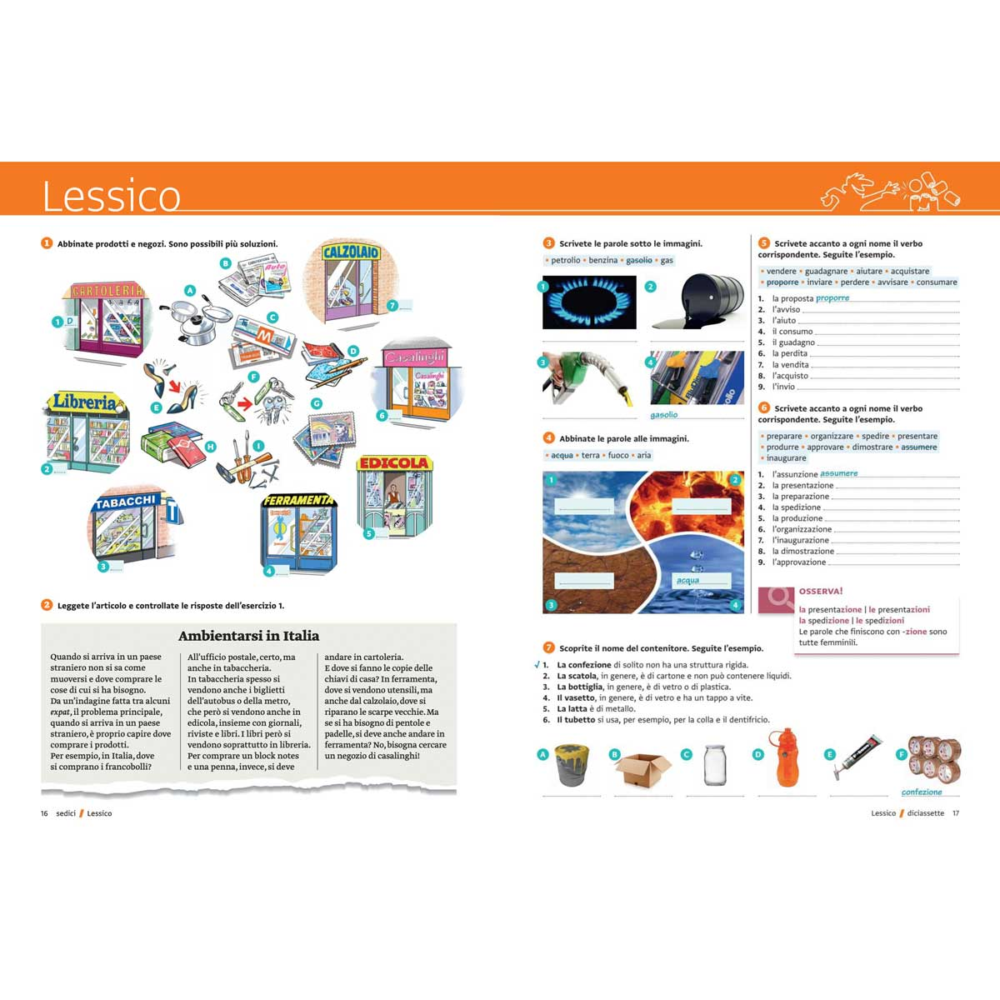 Lessico
1 Abbinate prodotti e negozi. Sono possibili più soluzioni.
CARTOLERIA
1 D
A
B
Auto
C
M
CALZOLAIO
7
D
Casalinghi
Casalinghi
6
E
F
G
Libreria
2
H
I
EDICOLA
5
TABACCHI
T
3
FERRAMENTA
4
2 Leggete l'articolo e controllate le risposte dell'esercizio 1.
Ambientarsi in Italia
Quando si arriva in un paese
straniero non si sa come
muoversi e dove comprare le
cose di cui si ha bisogno.
Da un'indagine fatta tra alcuni
expat, il problema principale,
quando si arriva in un paese
straniero, è proprio capire dove
comprare i prodotti.
Per esempio, in Italia, dove
si comprano i francobolli?
All'ufficio postale, certo, ma
anche in tabaccheria.
In tabaccheria spesso si
vendono anche i biglietti
dell'autobus o della metro,
che però si vendono anche in
edicola, insieme con giornali,
riviste e libri. I libri però si
vendono soprattutto in libreria.
Per comprare un block notes
e una penna, invece, si deve
andare in cartoleria.
E dove si fanno le copie delle
chiavi di casa? In ferramenta,
dove si vendono utensili, ma
anche dal calzolaio, dove si
riparano le scarpe vecchie. Ma
se si ha bisogno di pentole e
padelle, si deve anche andare in
ferramenta? No, bisogna cercare
un negozio di casalinghi!
16 sedici / Lessico
3 Scrivete le parole sotto le immagini.
• petrolio • benzina • gasolio • gas
1
2
3
4
gasolio
4 Abbinate le parole alle immagini.
• acqua • terra • fuoco • aria
1
2
acqua
3
4
5 Scrivete accanto a ogni nome il verbo
corrispondente. Seguite l'esempio.
• vendere • guadagnare • aiutare • acquistare
• proporre • inviare • perdere • avvisare • consumare
1. la proposta proporre
2. l'avviso
3. l'aiuto
4. il consumo
5. il guadagno
6. la perdita
7. la vendita
8. l'acquisto
9. l'invio
6 Scrivete accanto a ogni nome il verbo
corrispondente. Seguite l'esempio.
• preparare • organizzare • spedire • presentare
• produrre • approvare • dimostrare • assumere
• inaugurare
1. l'assunzione assumere
2. la presentazione
3. la preparazione
4. la spedizione
5. la produzione
6. l'organizzazione
7. l'inaugurazione
8. la dimostrazione
9. l'approvazione
OSSERVA!
la presentazione | le presentazioni
la spedizione | le spedizioni
Le parole che finiscono con -zione sono
tutte femminili.
7 Scoprite il nome del contenitore. Seguite l'esempio.
√ 1. La confezione di solito non ha una struttura rigida.
2. La scatola, in genere, è di cartone e non può contenere liquidi.
3. La bottiglia, in genere, è di vetro o di plastica.
4. Il vasetto, in genere, è di vetro e ha un tappo a vite.
5. La latta è di metallo.
6. Il tubetto si usa, per esempio, per la colla e il dentifricio.
A
B
C
D
E
F
confezione
Lessico / diciassette 17